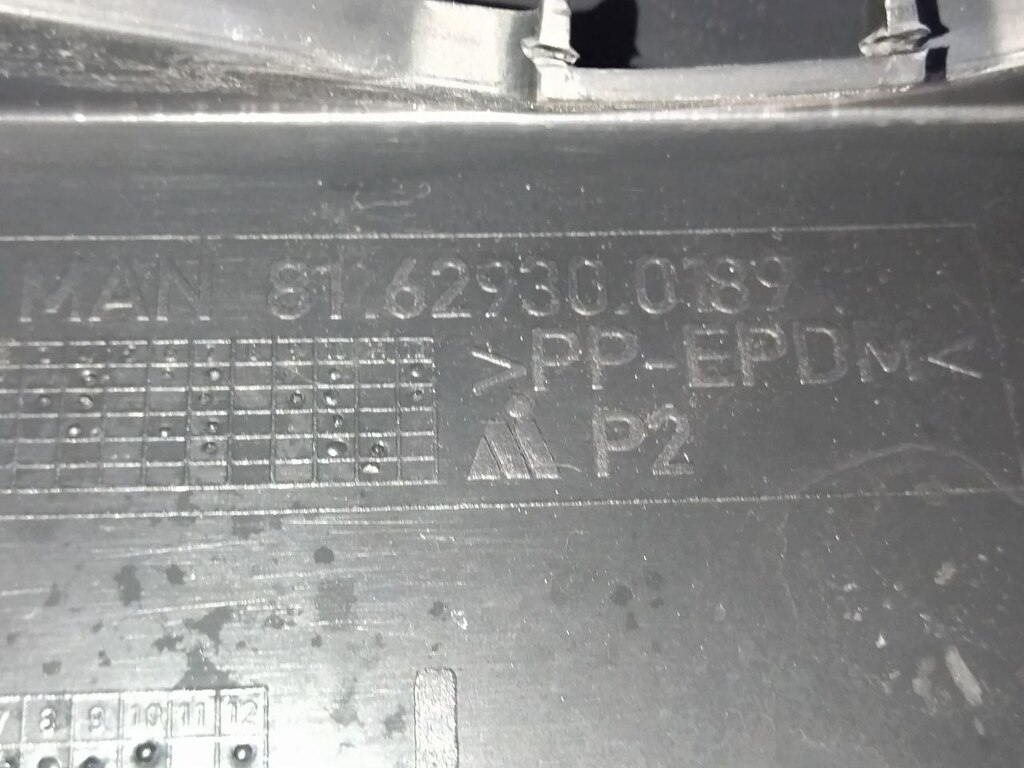 MAN 81.62930.0189
>PP-EPDM<
P2
7 8 9 10 11 12